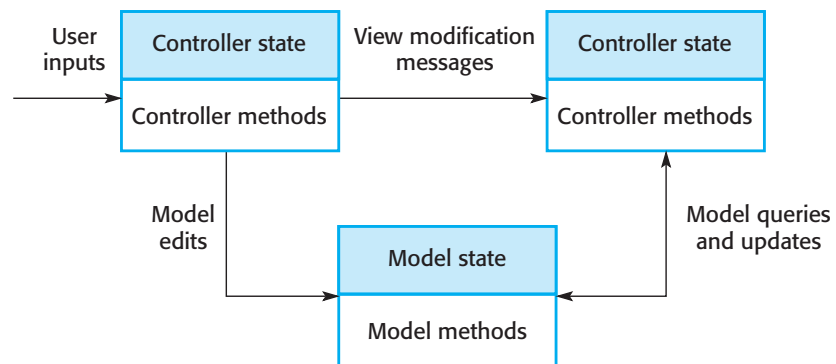 User
inputs
Controller state
Controller methods
View modification
messages
Controller state
Controller methods
Model
edits
Model state
Model methods
Model queries
and updates